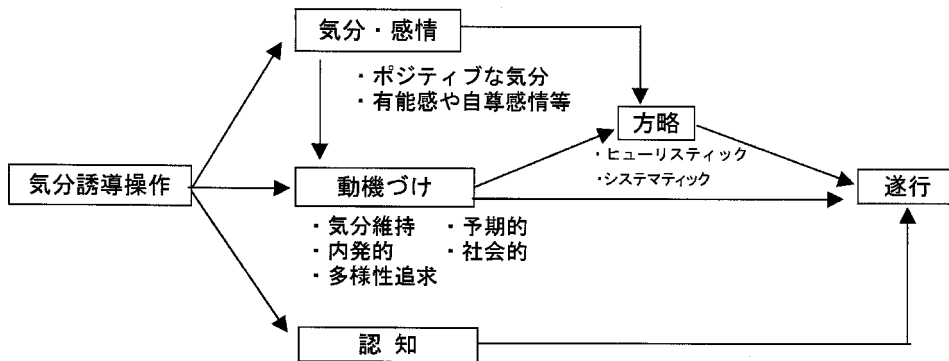 気分・感情
・ポジティブな気分
・有能感や自尊感情等
方略
・ヒューリスティック
・システマティック
気分誘導操作
動機づけ
遂行
・気分維持 ・予期的
・内発的 ・社会的
・多様性追求
認知